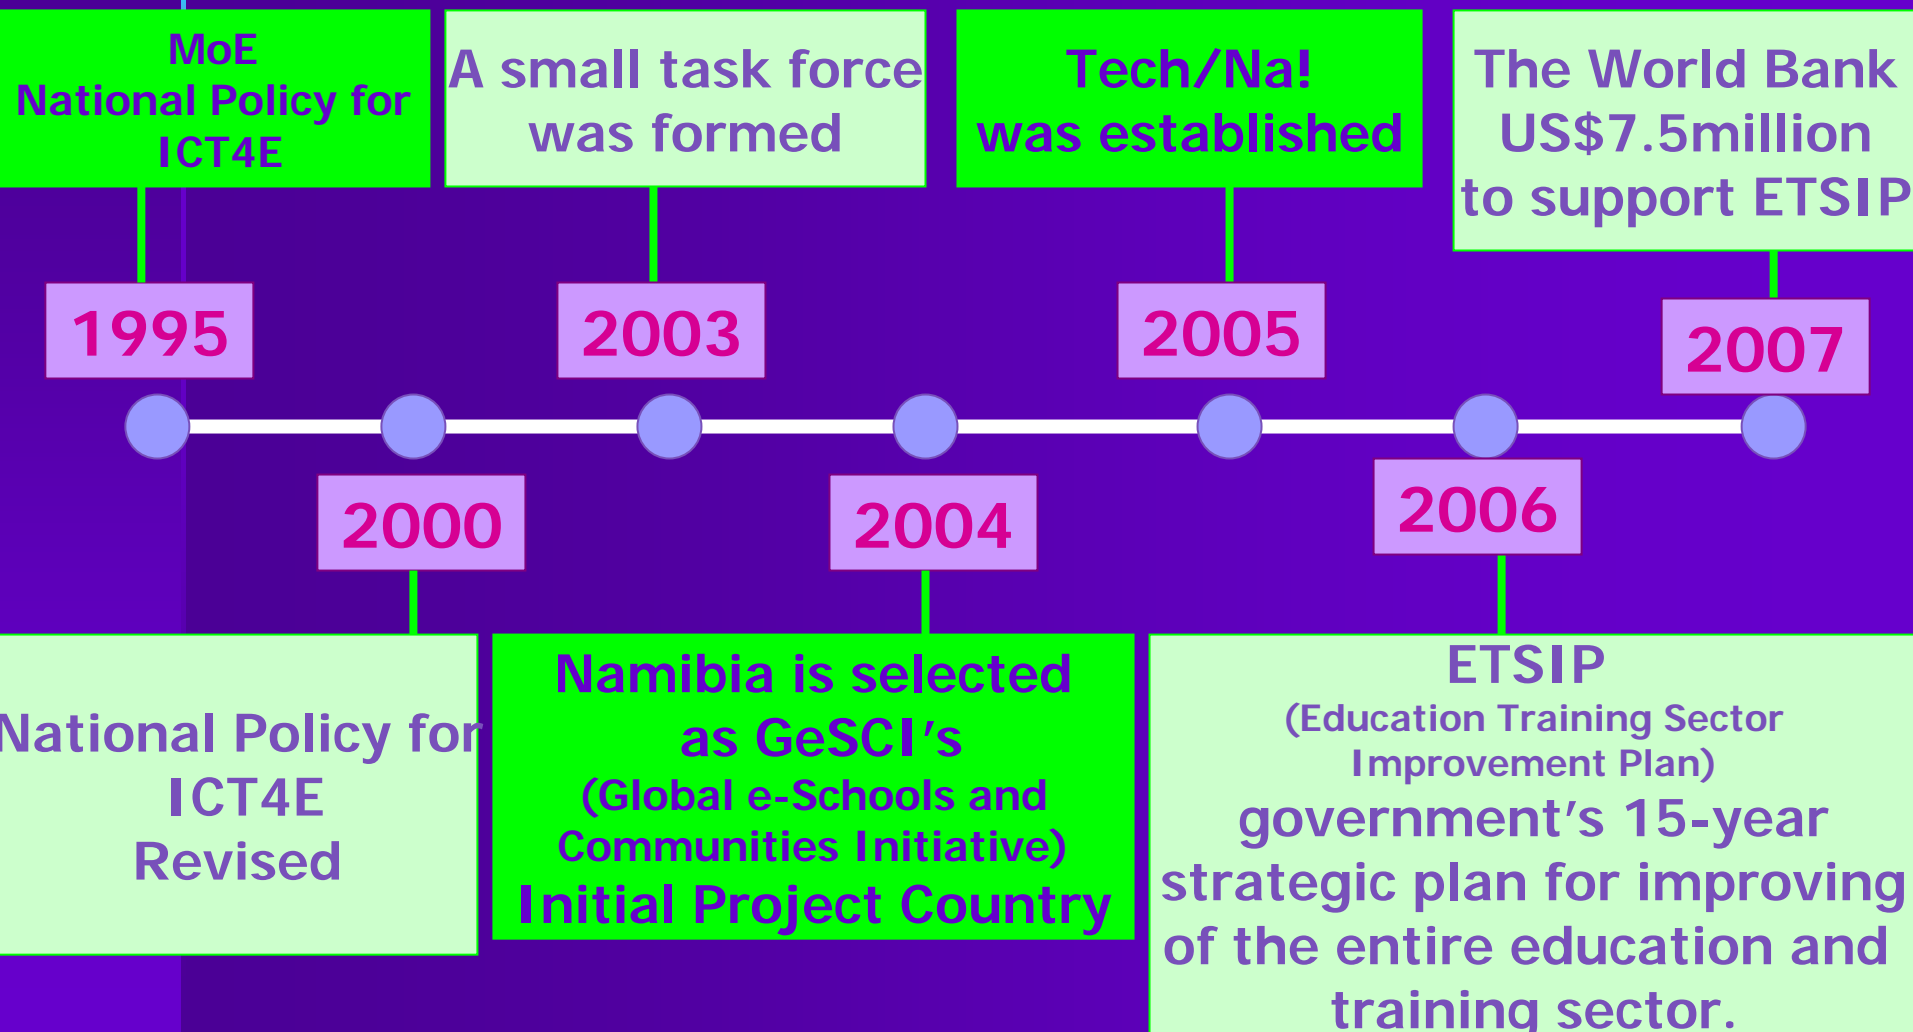 MoE
National Policy for
ICT4E
A small task force
was formed
Tech/Na!
was established
The World Bank
US$7.5million
to support ETSIP
1995
2003
2005
2007
2000
2004
2006
National Policy for
ICT4E
Revised
Namibia is selected
as GeSCI's
(Global e-Schools and
Communities Initiative)
Initial Project Country
ETSIP
(Education Training Sector
Improvement Plan)
government's 15-year
strategic plan for improving
of the entire education and
training sector.